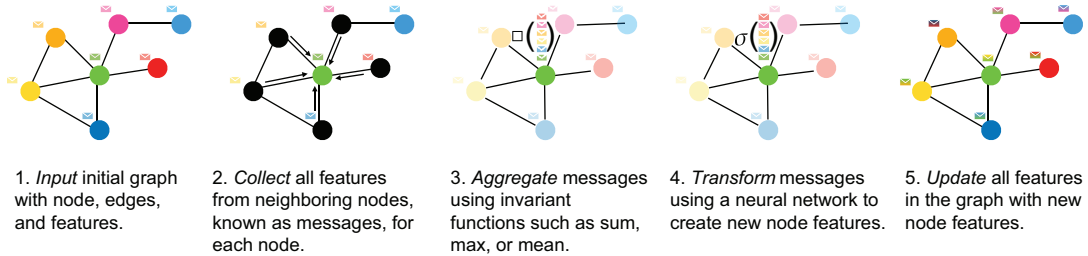 □(
)
σ(
)
1. Input initial graph
with node, edges,
and features.
2. Collect all features
from neighboring nodes,
known as messages, for
each node.
3. Aggregate messages
using invariant
functions such as sum,
max, or mean.
4. Transform messages
using a neural network to
create new node features.
5. Update all features
in the graph with new
node features.